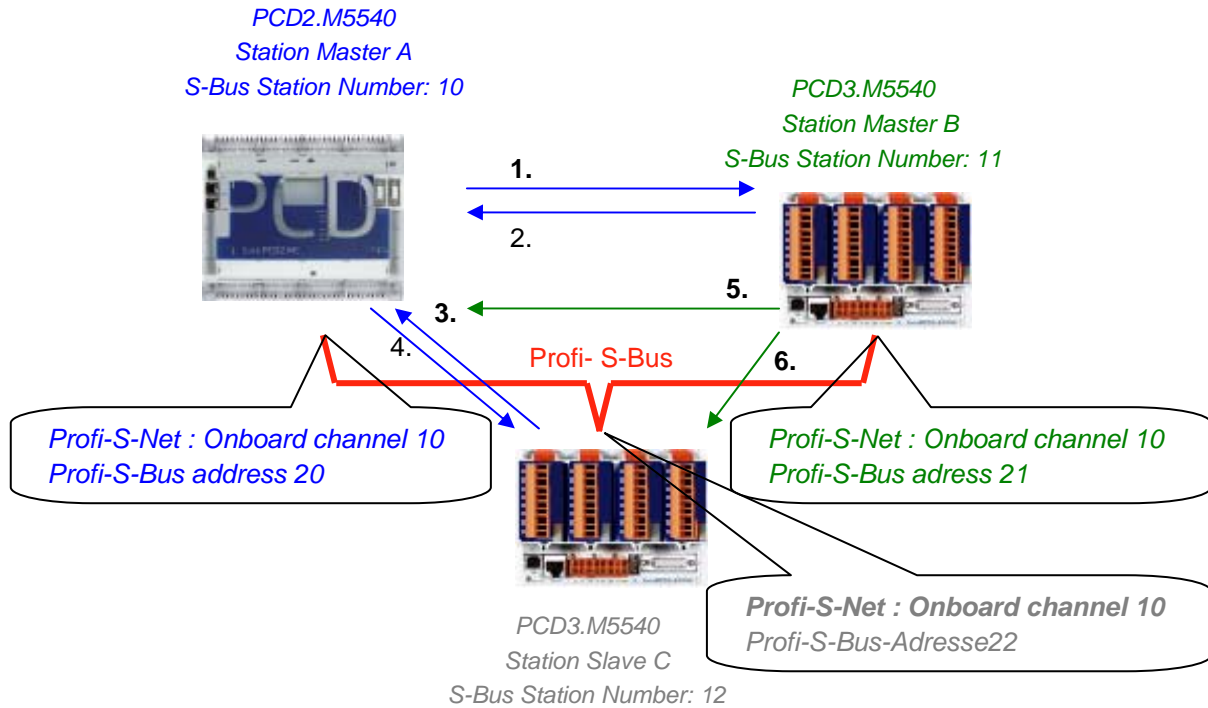 PCD2.M5540
Station Master A
S-Bus Station Number: 10
PCD3.M5540
Station Master B
S-Bus Station Number: 11
PCD
1.
2.
3.
5.
4.
Profi- S-Bus
6.
Profi-S-Net : Onboard channel 10
Profi-S-Bus address 20
Profi-S-Net : Onboard channel 10
Profi-S-Bus adress 21
Profi-S-Net : Onboard channel 10
Profi-S-Bus-Adresse22
PCD3.M5540
Station Slave C
S-Bus Station Number: 12